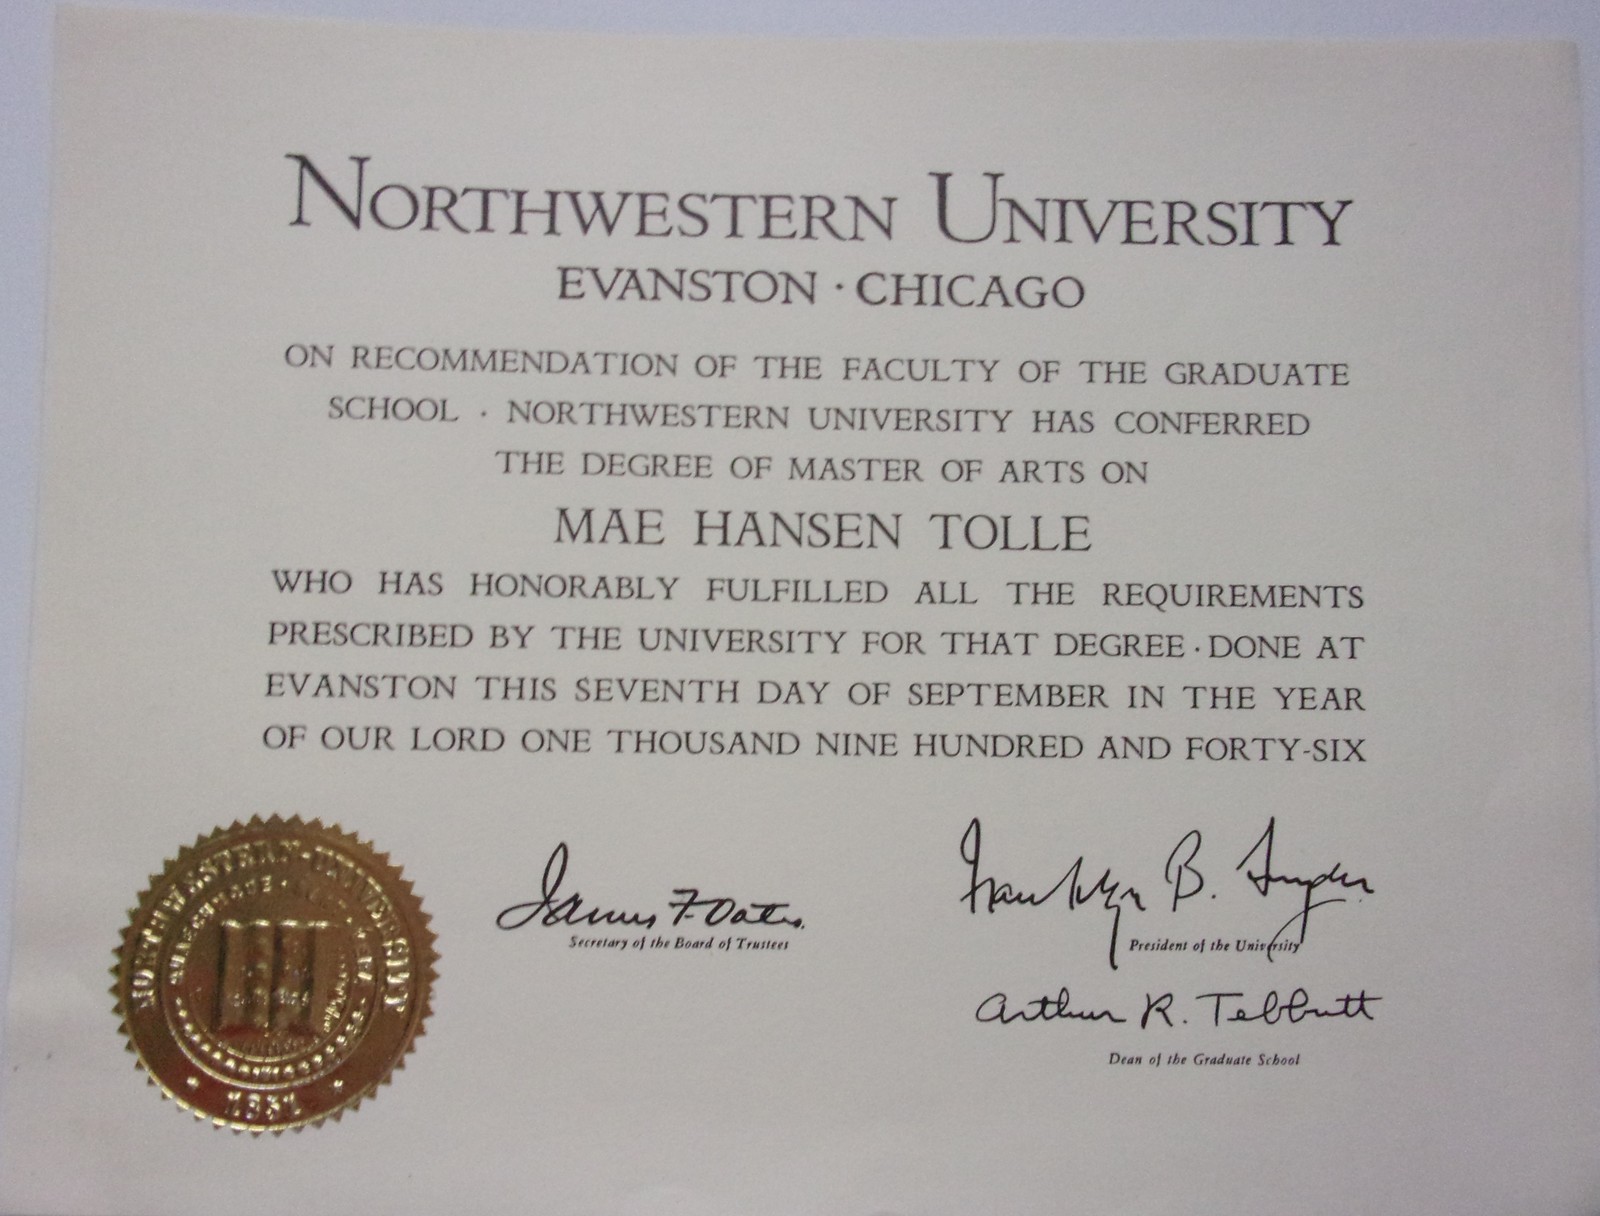 NORTHWESTERN UNIVERSITY
EVANSTON · CHICAGO
ON RECOMMENDATION OF THE FACULTY OF THE GRADUATE
SCHOOL · NORTHWESTERN UNIVERSITY HAS CONFERRED
THE DEGREE OF MASTER OF ARTS ON
MAE HANSEN TOLLE
WHO HAS HONORABLY FULFILLED ALL THE REQUIREMENTS
PRESCRIBED BY THE UNIVERSITY FOR THAT DEGREE · DONE AT
EVANSTON THIS SEVENTH DAY OF SEPTEMBER IN THE YEAR
OF OUR LORD ONE THOUSAND NINE HUNDRED AND FORTY-SIX
NORTHWESTERN · UNIVERSITY
1851
James F. Oates
Secretary of the Board of Trustees
Franklyn B. Snyder
President of the University
Arthur R. Tebbutt
Dean of the Graduate School